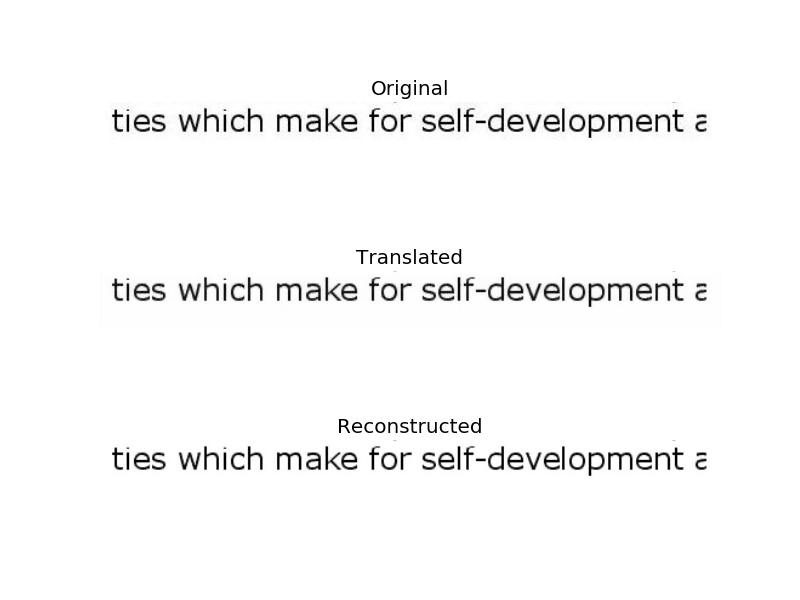 Original
ties which make for self-development a
Translated
ties which make for self-development a
Reconstructed
ties which make for self-development a